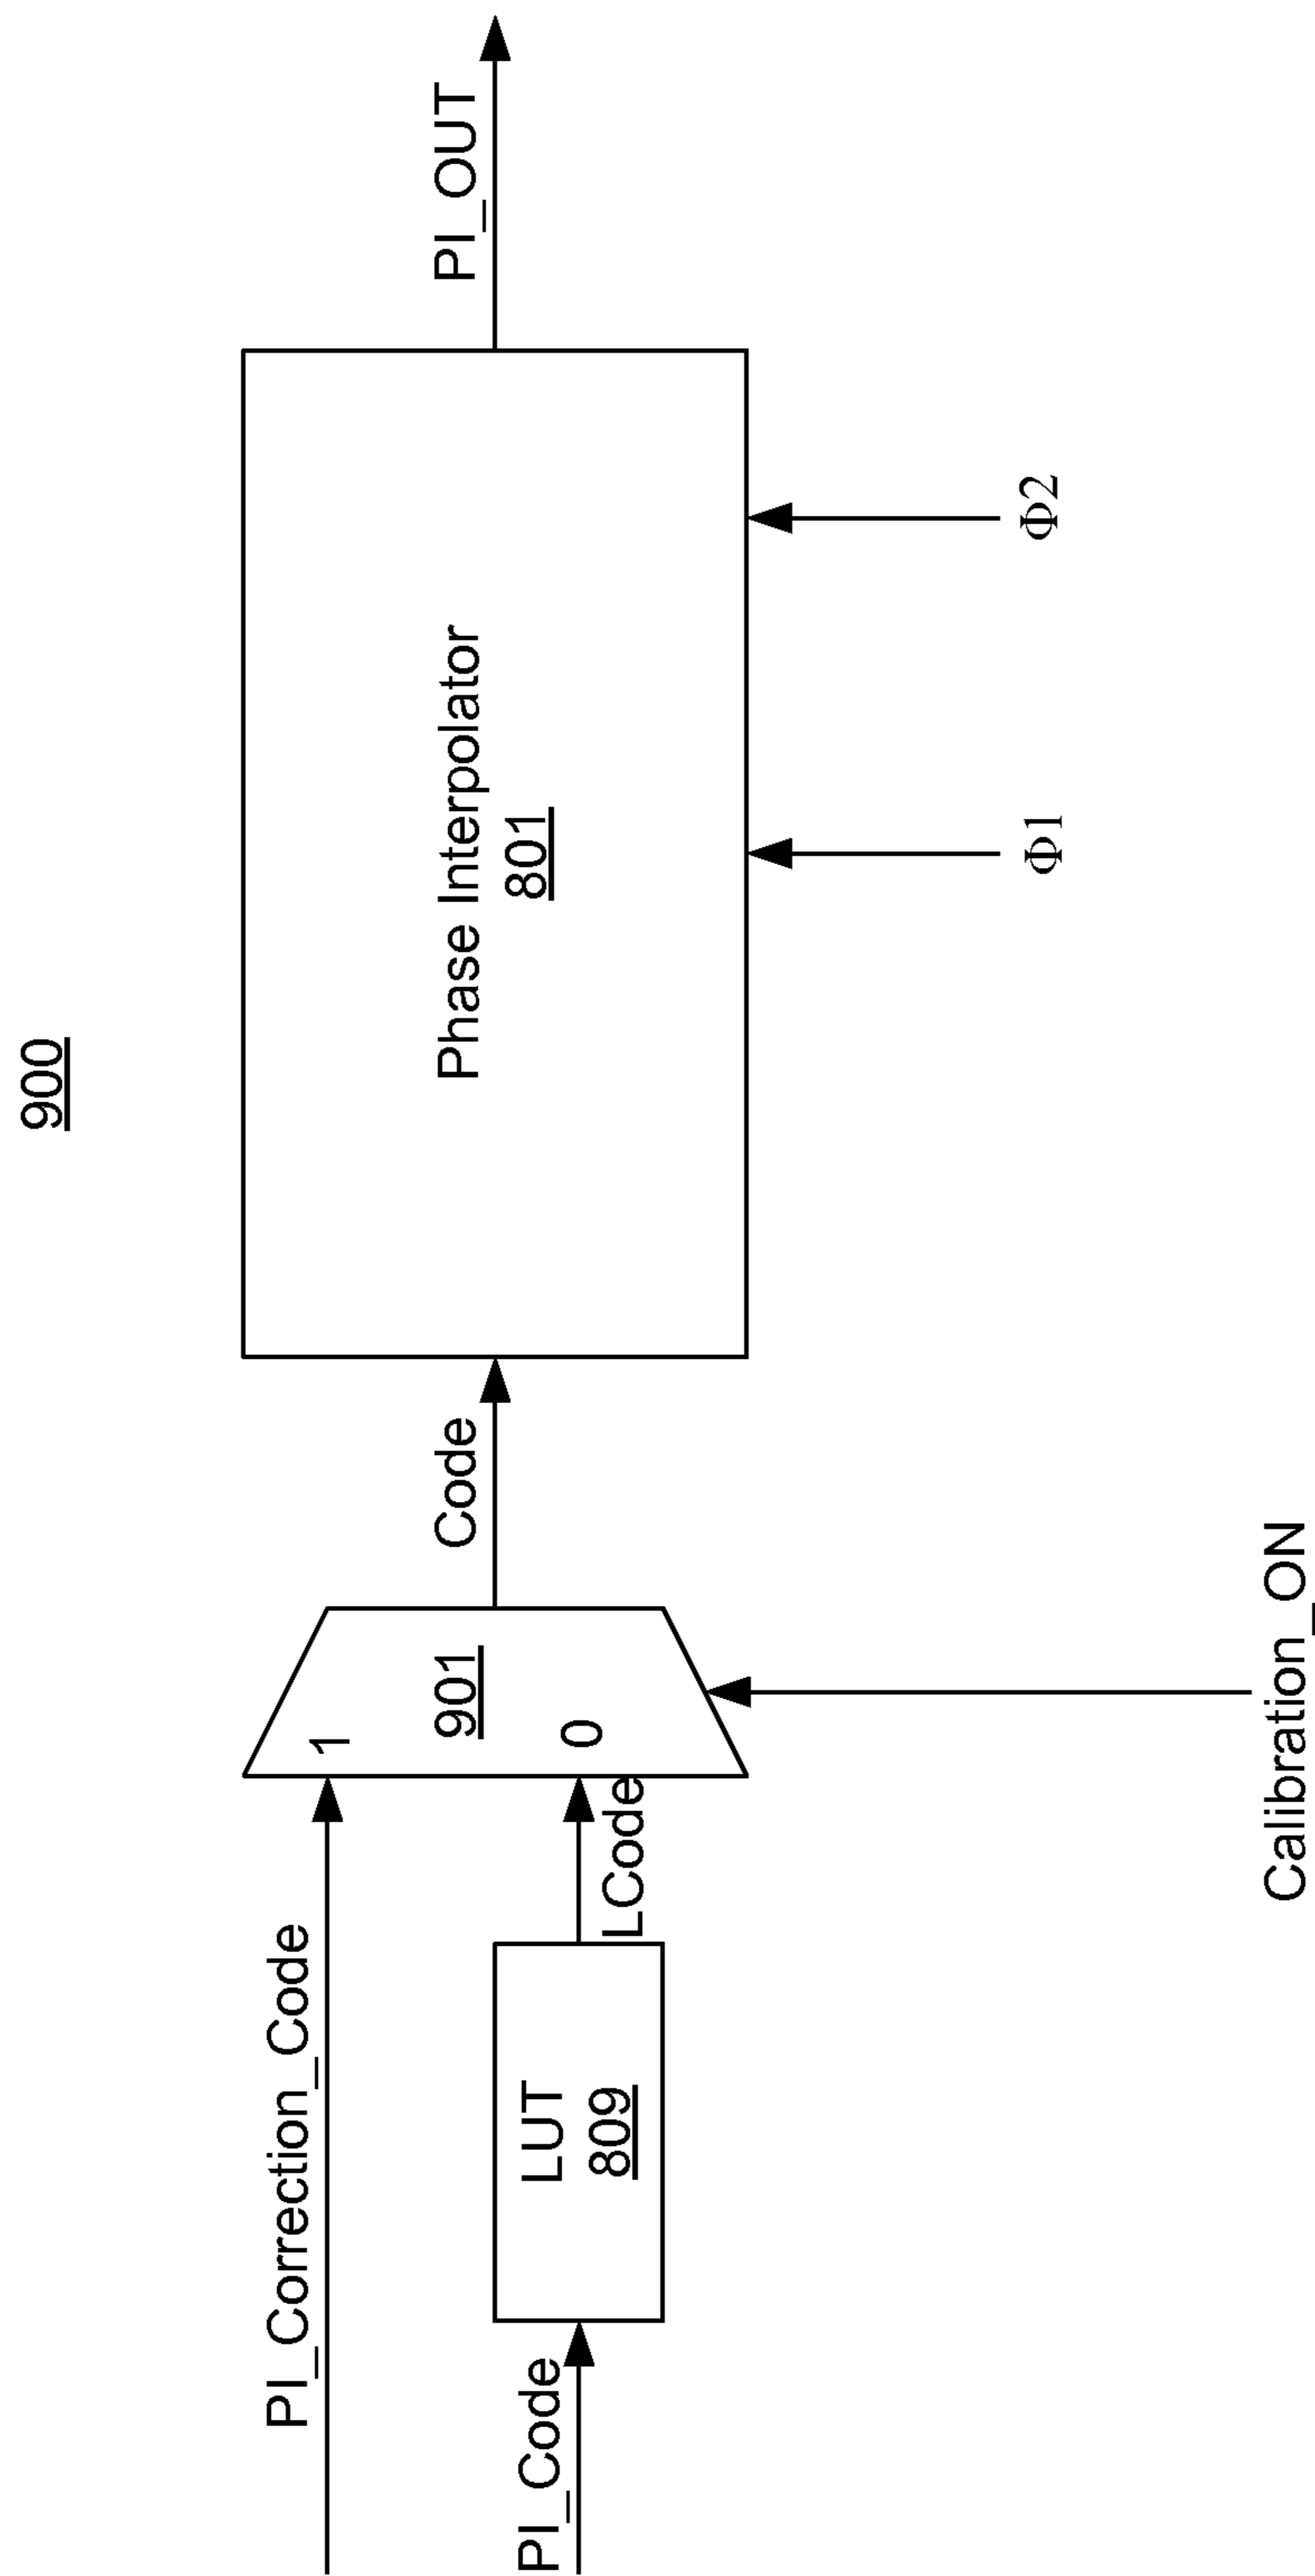 900
PI_Correction_Code
1
901
0
PI_Code
LUT
809
LCode
Code
Phase Interpolator
801
PI_OUT
Φ1
Φ2
Calibration_ON